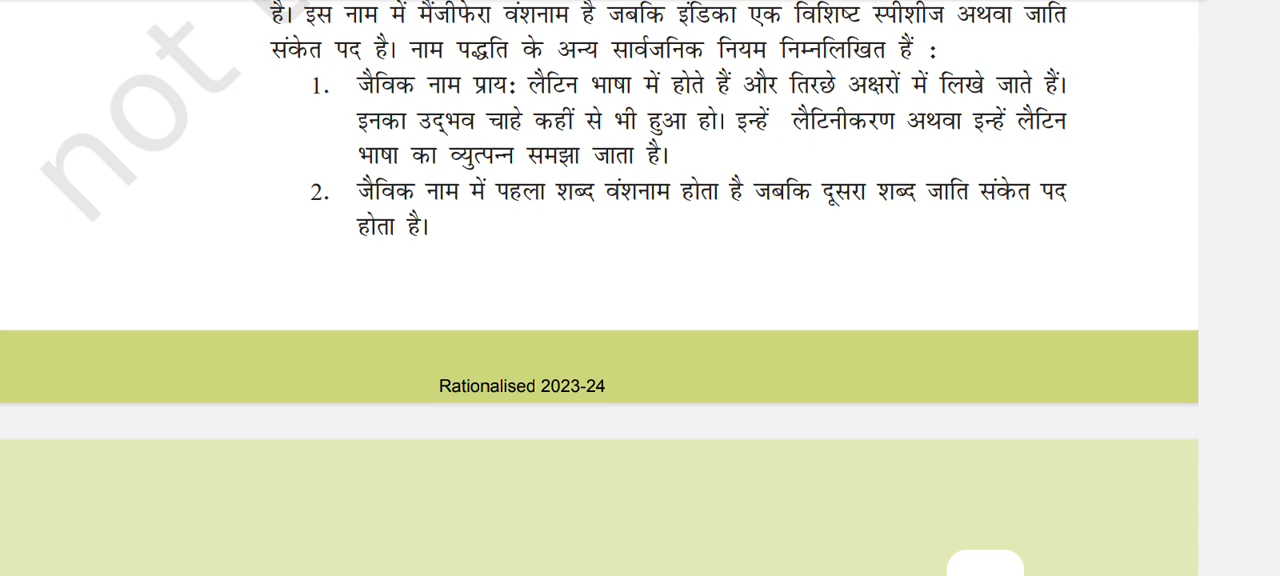 है। इस नाम में मैंजीफेरा वंशनाम है जबकि इंडिका एक विशिष्ट स्पीशीज अथवा जाति
संकेत पद है। नाम पद्धति के अन्य सार्वजनिक नियम निम्नलिखित हैं :
1. जैविक नाम प्राय: लैटिन भाषा में होते हैं और तिरछे अक्षरों में लिखे जाते हैं।
इनका उद्‌भव चाहे कहीं से भी हुआ हो। इन्हें लैटिनीकरण अथवा इन्हें लैटिन
भाषा का व्युत्पन्न समझा जाता है।
2. जैविक नाम में पहला शब्द वंशनाम होता है जबकि दूसरा शब्द जाति संकेत पद
होता है।
not
Rationalised 2023-24